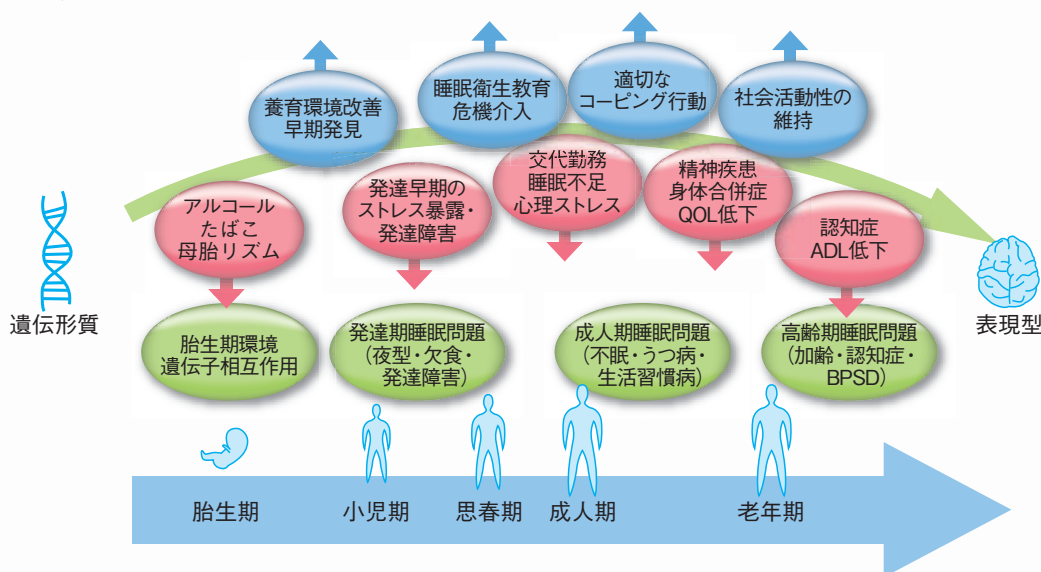 養育環境改善
早期発見
睡眠衛生教育
危機介入
適切な
コーピング行動
社会活動性の
維持
アルコール
たばこ
母胎リズム
発達早期の
ストレス暴露・
発達障害
交代勤務
睡眠不足
心理ストレス
精神疾患
身体合併症
QOL低下
認知症
ADL低下
遺伝形質
表現型
胎生期環境
遺伝子相互作用
発達期睡眠問題
(夜型・欠食・
発達障害)
成人期睡眠問題
(不眠・うつ病・
生活習慣病)
高齢期睡眠問題
(加齢・認知症・
BPSD)
胎生期
小児期
思春期
成人期
老年期